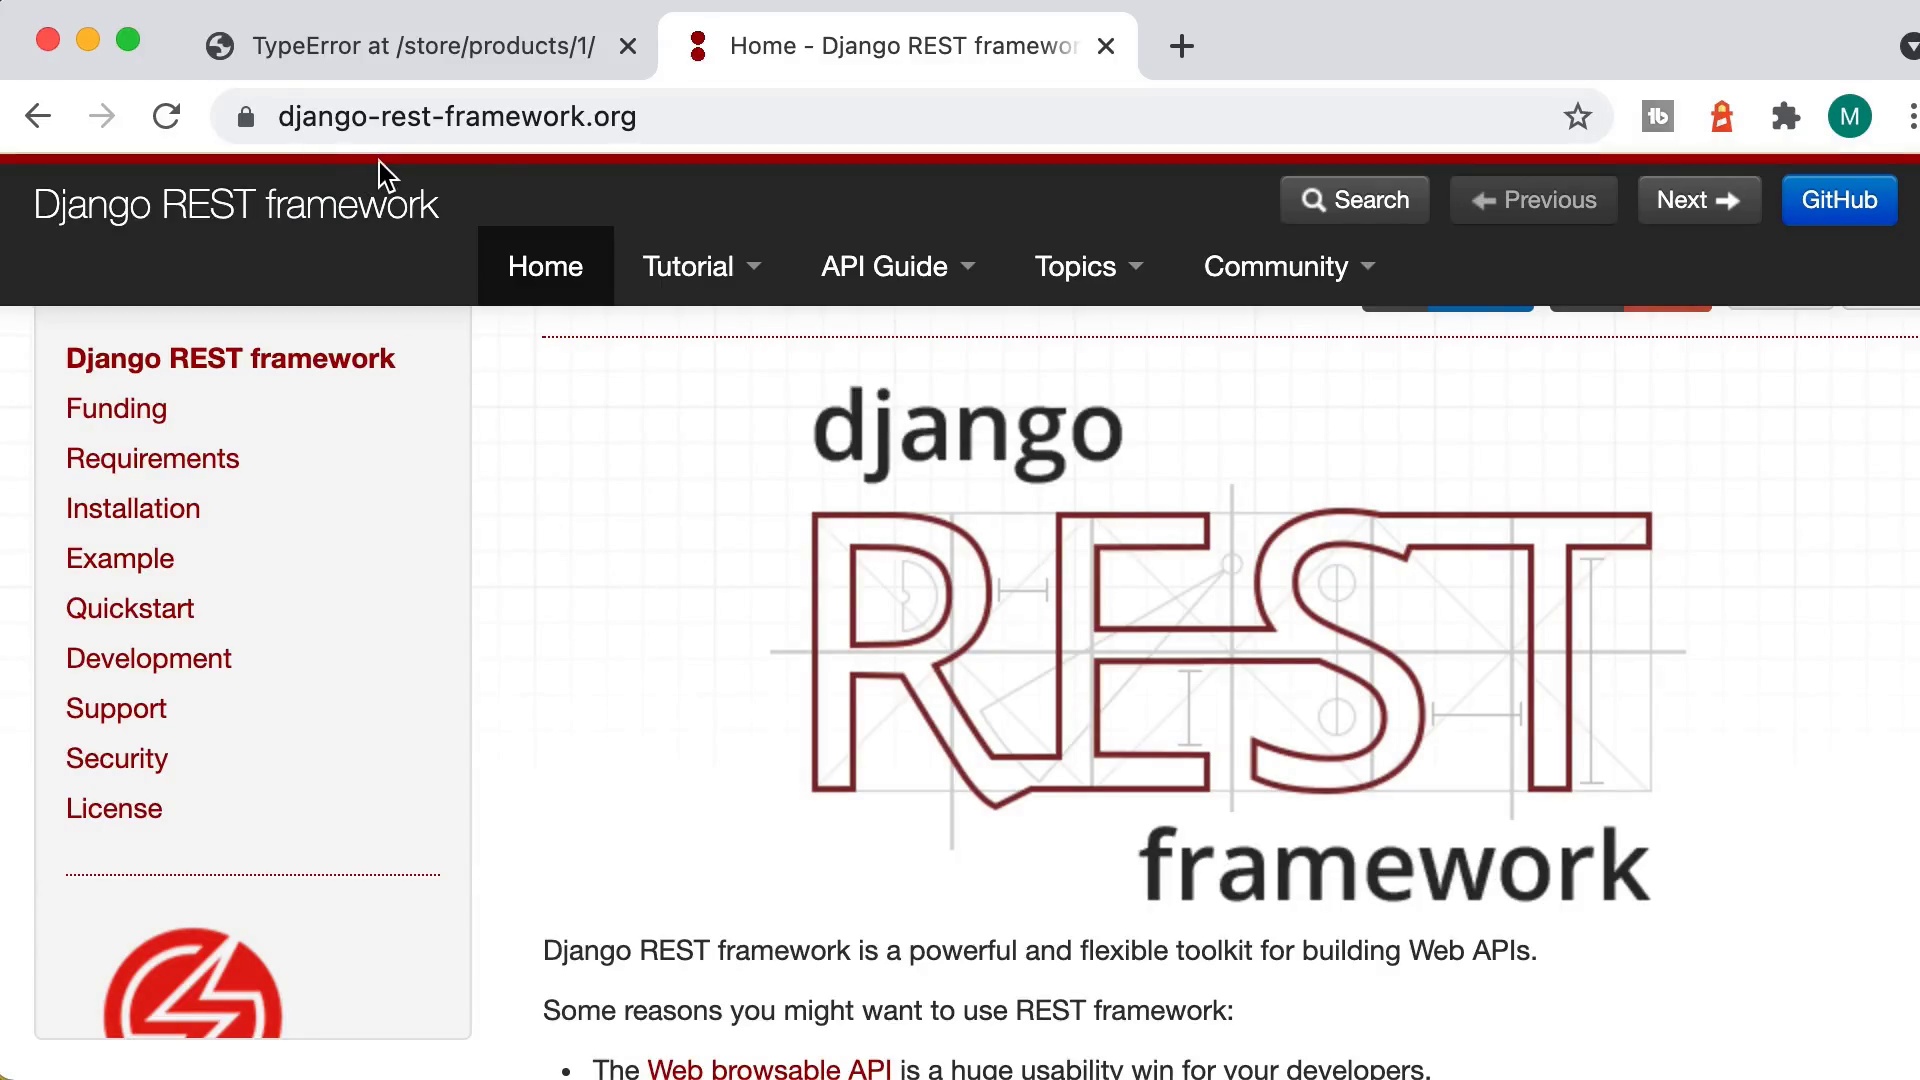 TypeError at /store/products/1/
Home - Django REST framewor
django-rest-framework.org
M
Django REST framework
Search
Previous
Next
GitHub
Home
Tutorial
API Guide
Topics
Community
Django REST framework
Funding
Requirements
Installation
Example
Quickstart
Development
Support
Security
License
django
REST
framework
Django REST framework is a powerful and flexible toolkit for building Web APIs.
Some reasons you might want to use REST framework:
• The Web browsable API is a huge usability win for your developers.